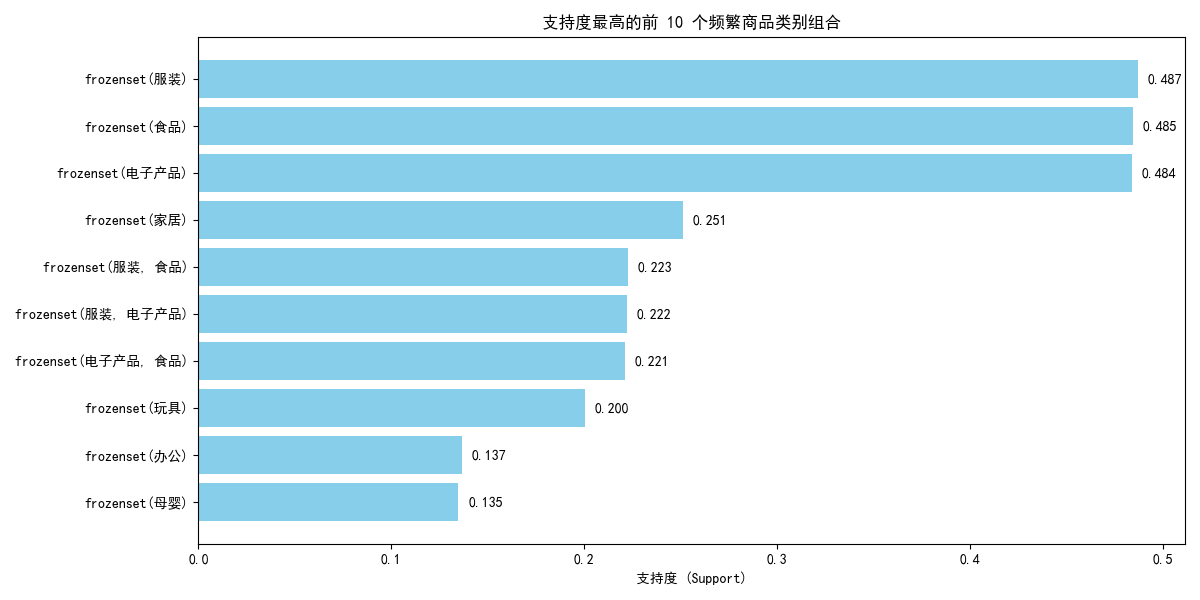 支持度最高的前 10 个频繁商品类别组合
frozenset(服装)
0.487
frozenset(食品)
0.485
frozenset(电子产品)
0.484
frozenset(家居)
0.251
frozenset(服装, 食品)
0.223
frozenset(服装, 电子产品)
0.222
frozenset(电子产品, 食品)
0.221
frozenset(玩具)
0.200
frozenset(办公)
0.137
frozenset(母婴)
0.135
0.0 0.1 0.2 0.3 0.4 0.5
支持度 (Support)